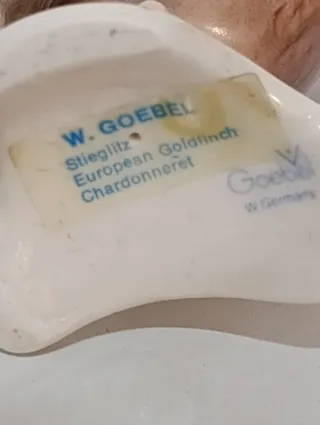 W. GOEBEL
Stieglitz
European Goldfinch
Chardonneret
Goebel
W. Germany